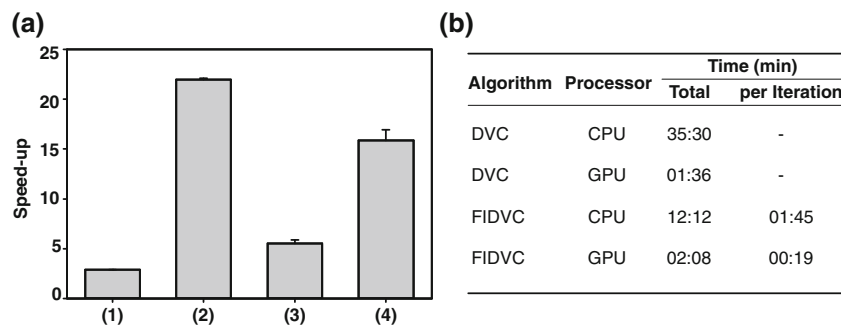 (a)
25
20
15
10
5
0
Speed-up
(1) (2) (3) (4)
(b)
Time (min)
Algorithm Processor Total per Iteration
DVC CPU 35:30 -
DVC GPU 01:36 -
FIDVC CPU 12:12 01:45
FIDVC GPU 02:08 00:19